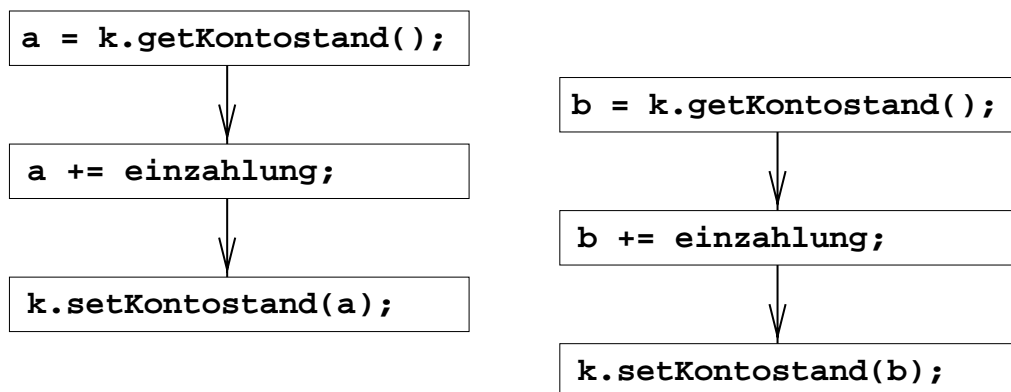 a = k.getKontostand();
a += einzahlung;
k.setKontostand(a);
b = k.getKontostand();
b += einzahlung;
k.setKontostand(b);